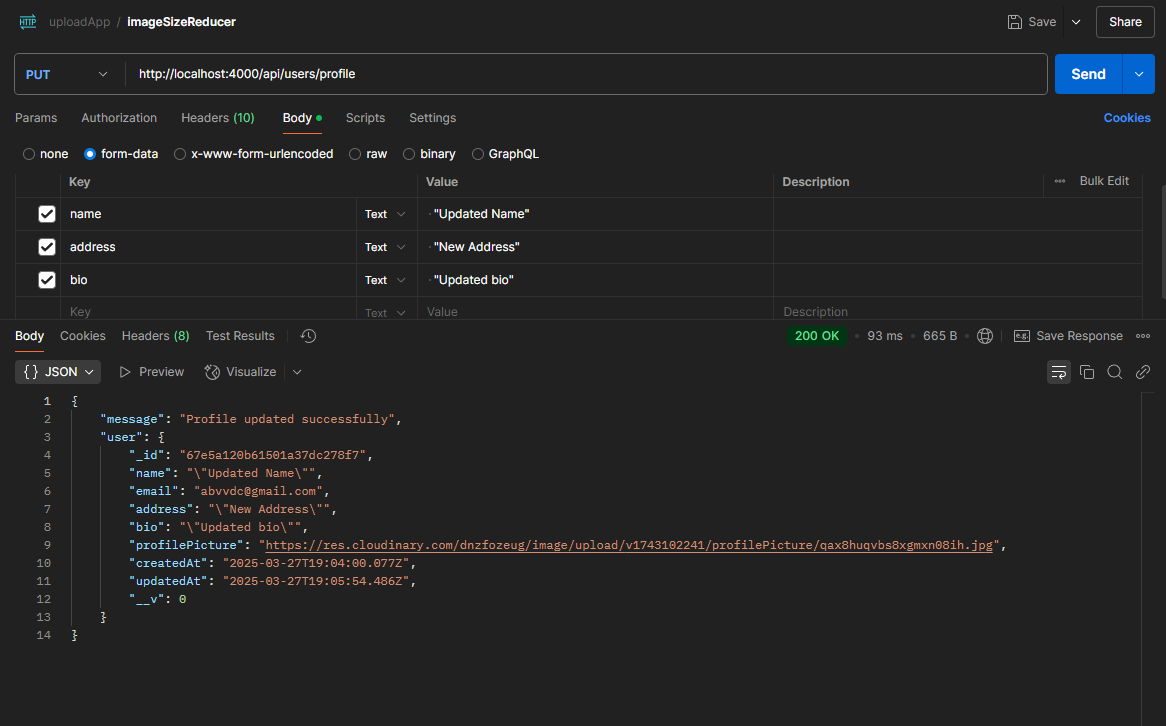 HTTP uploadApp / imageSizeReducer Save Share
PUT http://localhost:4000/api/users/profile Send
Params Authorization Headers (10) Body Scripts Settings Cookies
none form-data x-www-form-urlencoded raw binary GraphQL
Key Value Description ••• Bulk Edit
name Text "Updated Name"
address Text "New Address"
bio Text "Updated bio"
Key Text Value Description
Body Cookies Headers (8) Test Results 200 OK • 93 ms • 665 B • e.g. Save Response •••
{} JSON Preview Visualize
1 {
2 "message": "Profile updated successfully",
3 "user": {
4 "_id": "67e5a120b61501a37dc278f7",
5 "name": "\"Updated Name\"",
6 "email": "abvvdc@gmail.com",
7 "address": "\"New Address\"",
8 "bio": "\"Updated bio\"",
9 "profilePicture": "https://res.cloudinary.com/dnzfozeug/image/upload/v1743102241/profilePicture/qax8huqvbs8xgmxn08ih.jpg",
10 "createdAt": "2025-03-27T19:04:00.077Z",
11 "updatedAt": "2025-03-27T19:05:54.486Z",
12 "__v": 0
13 }
14 }